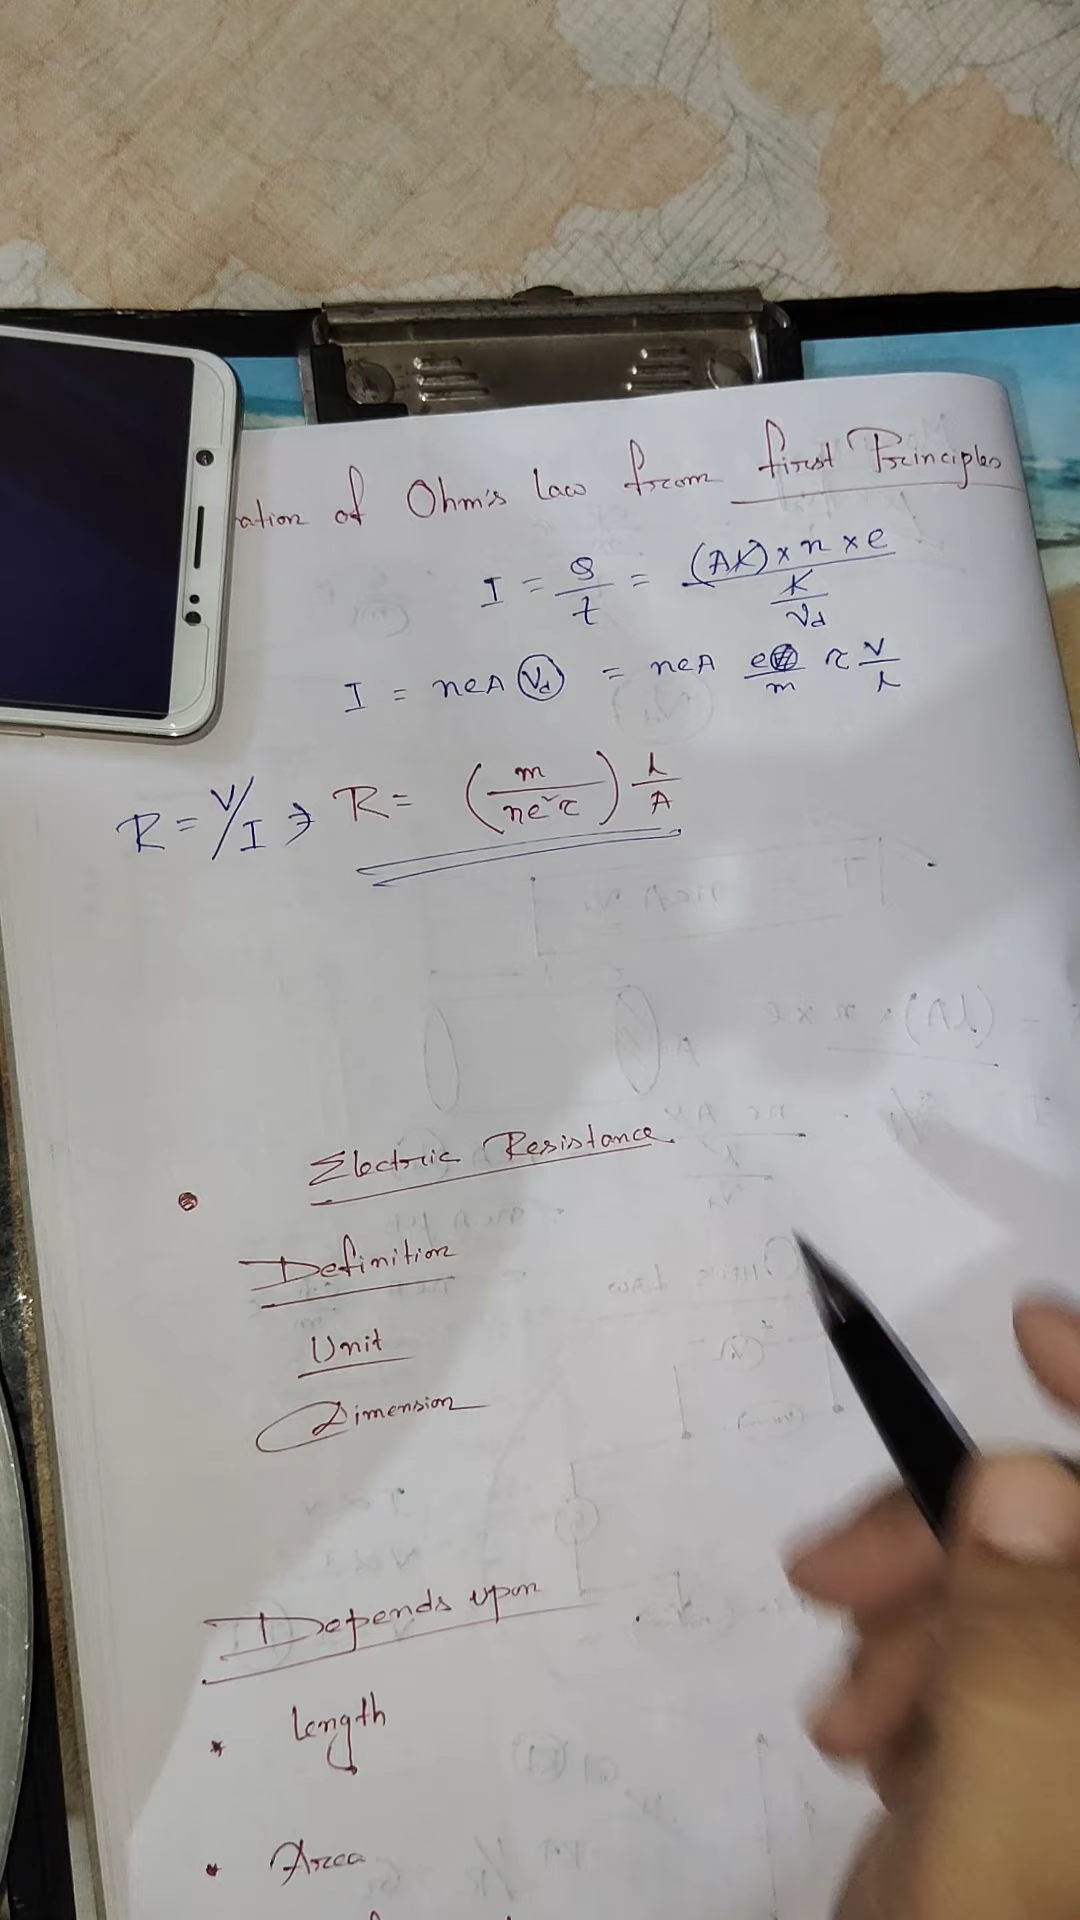 ation of Ohm's law from first Principles
I = Q/t = (Al) × n × e / (l/Vd)
I = neA Vd = neA e/m τ V/l
R = V/I ⇒ R = (m/ne²τ) l/A
Electric Resistance
Definition
Unit
Dimension
Depends upon
* Length
• Area